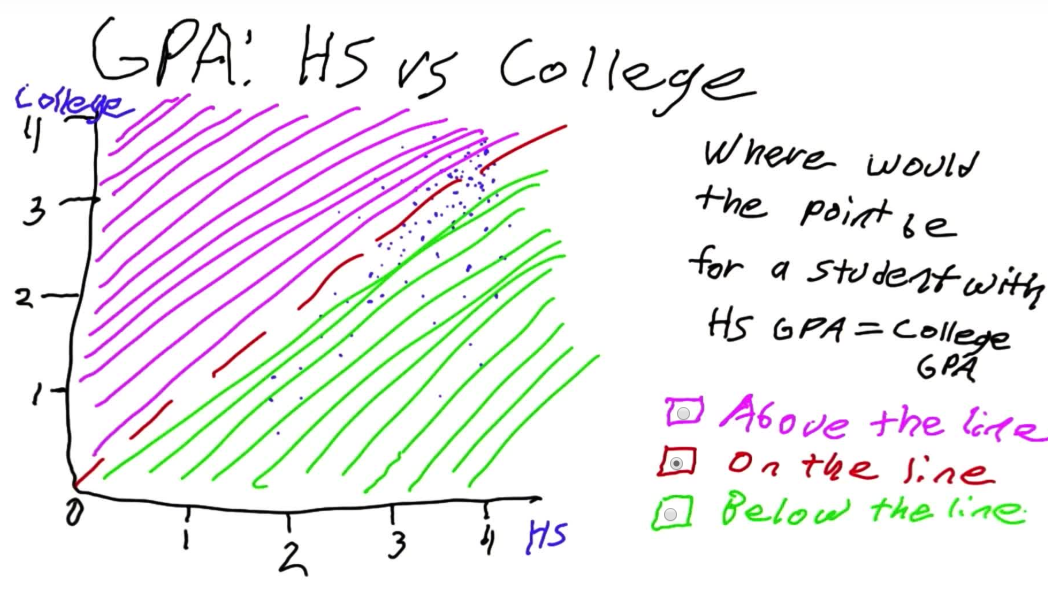 GPA: HS vs College
College
4
3
2
1
0
1
2
3
4
HS
Where would
the point be
for a student with
HS GPA = College
GPA
Above the line
On the line
Below the line.